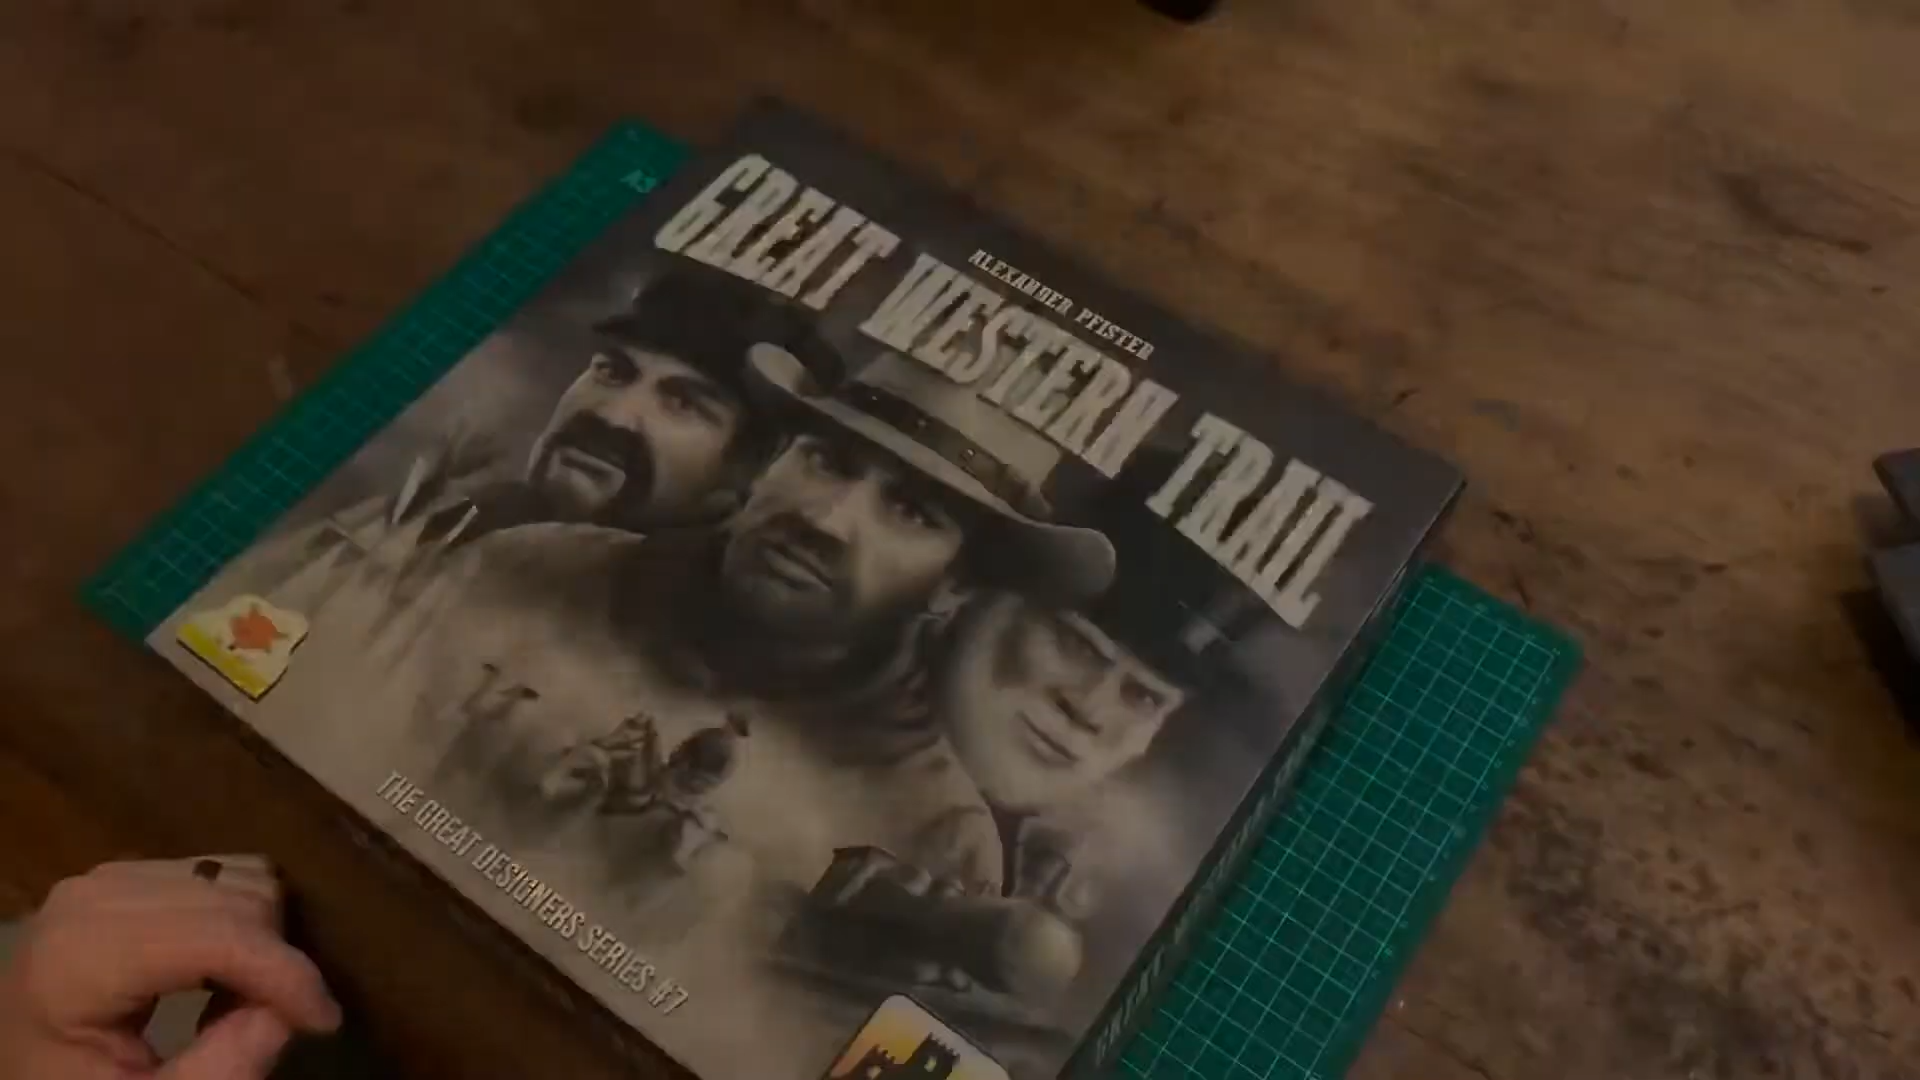 A3
ALEXANDER PFISTER
GREAT WESTERN TRAIL
THE GREAT DESIGNERS SERIES #7